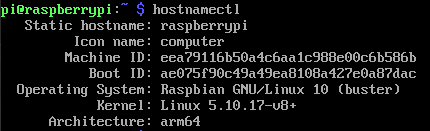 pi@raspberrypi:~ $ hostnamectl
Static hostname: raspberrypi
Icon name: computer
Machine ID: eea79116b50a4c6aa1c988e00c6b586b
Boot ID: ae075f90c49a49ea8108a427e0a87dac
Operating System: Raspbian GNU/Linux 10 (buster)
Kernel: Linux 5.10.17-v8+
Architecture: arm64